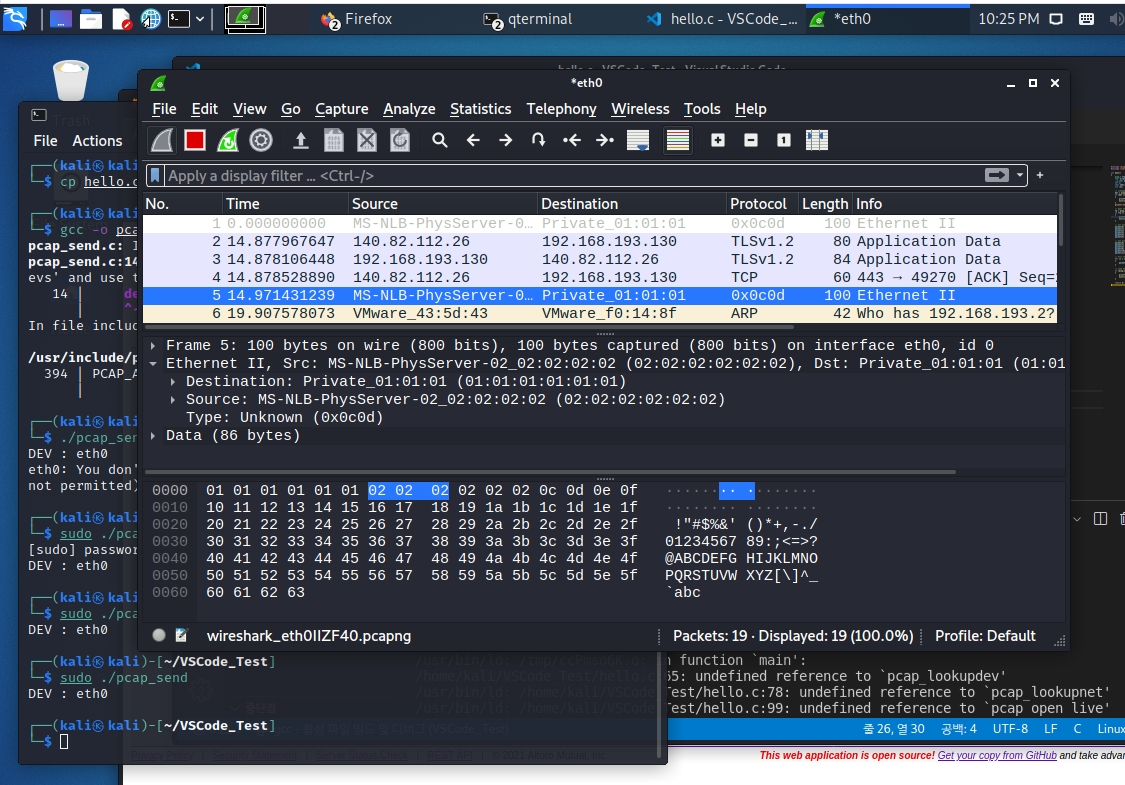 Firefox
2
qterminal
2
hello.c - VSCode_...
*eth0
10:25 PM
*eth0
File Edit View Go Capture Analyze Statistics Telephony Wireless Tools Help
Apply a display filter ... <Ctrl-/>
No. Time Source Destination Protocol Length Info
1 0.000000000 MS-NLB-PhysServer-0… Private_01:01:01 0x0c0d 100 Ethernet II
2 14.877967647 140.82.112.26 192.168.193.130 TLSv1.2 80 Application Data
3 14.878106448 192.168.193.130 140.82.112.26 TLSv1.2 84 Application Data
4 14.878528890 140.82.112.26 192.168.193.130 TCP 60 443 → 49270 [ACK] Seq=
5 14.971431239 MS-NLB-PhysServer-0… Private_01:01:01 0x0c0d 100 Ethernet II
6 19.907578073 VMware_43:5d:43 VMware_f0:14:8f ARP 42 Who has 192.168.193.2?
Frame 5: 100 bytes on wire (800 bits), 100 bytes captured (800 bits) on interface eth0, id 0
Ethernet II, Src: MS-NLB-PhysServer-02_02:02:02:02 (02:02:02:02:02:02), Dst: Private_01:01:01 (01:01
Destination: Private_01:01:01 (01:01:01:01:01:01)
Source: MS-NLB-PhysServer-02_02:02:02:02 (02:02:02:02:02:02)
Type: Unknown (0x0c0d)
Data (86 bytes)
0000 01 01 01 01 01 01 02 02 02 02 02 02 0c 0d 0e 0f ········ ········
0010 10 11 12 13 14 15 16 17 18 19 1a 1b 1c 1d 1e 1f ········ ········
0020 20 21 22 23 24 25 26 27 28 29 2a 2b 2c 2d 2e 2f !"#$%&' ()*+,-./
0030 30 31 32 33 34 35 36 37 38 39 3a 3b 3c 3d 3e 3f 01234567 89:;<=>?
0040 40 41 42 43 44 45 46 47 48 49 4a 4b 4c 4d 4e 4f @ABCDEFG HIJKLMNO
0050 50 51 52 53 54 55 56 57 58 59 5a 5b 5c 5d 5e 5f PQRSTUVW XYZ[\]^_
0060 60 61 62 63 `abc
wireshark_eth0IIZF40.pcapng
Packets: 19 · Displayed: 19 (100.0%)
Profile: Default
Trash
File Actions
┌──(kali㉿kali
└─$ cp hello.c
┌──(kali㉿kali
└─$ gcc -o pca
pcap_send.c: I
pcap_send.c:14
evs' and use t
14 | de
| ^
In file includ
/usr/include/p
394 | PCAP_A
|
┌──(kali㉿kali
└─$ ./pcap_sen
DEV : eth0
eth0: You don'
not permitted)
┌──(kali㉿kali
└─$ sudo ./pca
[sudo] passwor
DEV : eth0
┌──(kali㉿kali
└─$ sudo ./pca
DEV : eth0
┌──(kali㉿kali)-[~/VSCode_Test]
└─$ sudo ./pcap_send
DEV : eth0
┌──(kali㉿kali)-[~/VSCode_Test]
└─$
n function `main':
65: undefined reference to `pcap_lookupdev'
Test/hello.c:78: undefined reference to `pcap_lookupnet'
Test/hello.c:99: undefined reference to `pcap_open_live'
줄 26, 열 30 공백: 4 UTF-8 LF C Linux
This web application is open source! Get your copy from GitHub and take advan